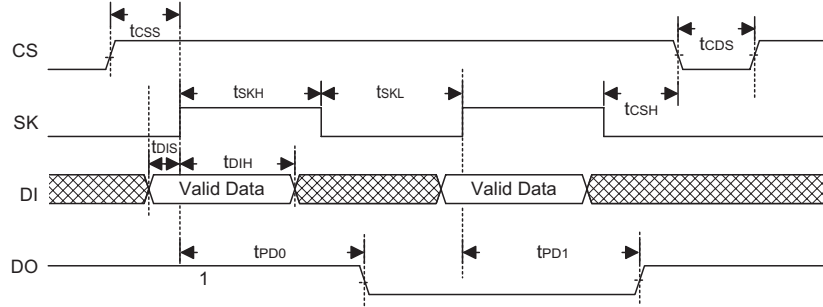 tCSS
CS
tCDS
tSKH
tSKL
tCSH
SK
tDIS
tDIH
DI
Valid Data
Valid Data
tPD0
tPD1
DO
1